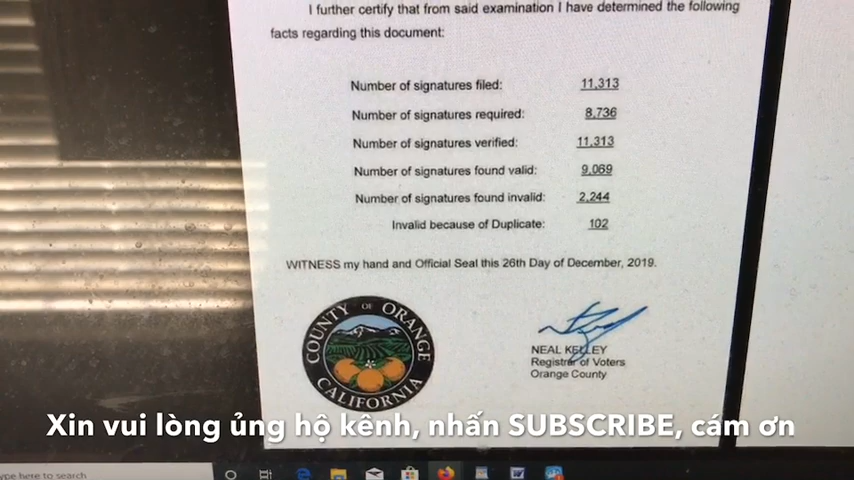 I further certify that from said examination I have determined the following
facts regarding this document:
Number of signatures filed: 11,313
Number of signatures required: 8,736
Number of signatures verified: 11,313
Number of signatures found valid: 9,069
Number of signatures found invalid: 2,244
Invalid because of Duplicate: 102
WITNESS my hand and Official Seal this 26th Day of December, 2019.
COUNTY OF ORANGE
CALIFORNIA
NEAL KELLEY
Registrar of Voters
Orange County
Xin vui lòng ủng hộ kênh, nhấn SUBSCRIBE, cám ơn
ype here to search